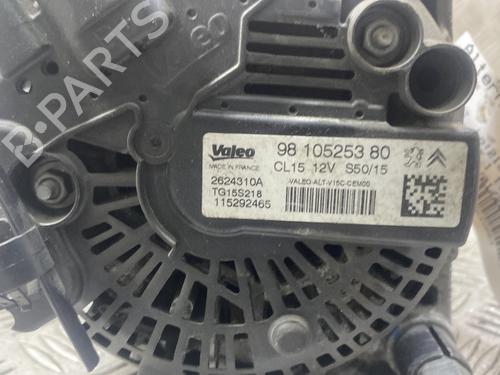 B-PARTS
Valeo
MADE IN FRANCE
98 105253 80
CL15 12V S50/15
2624310A
VALEO-ALT-V15C-CEM00
TG15S218
115292465